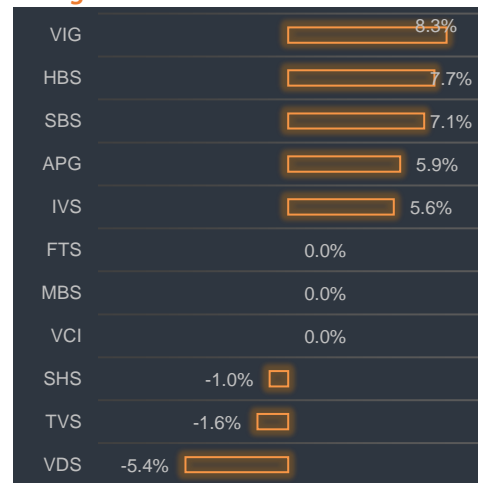 VIG 8.3%
HBS 7.7%
SBS 7.1%
APG 5.9%
IVS 5.6%
FTS 0.0%
MBS 0.0%
VCI 0.0%
SHS -1.0%
TVS -1.6%
VDS -5.4%